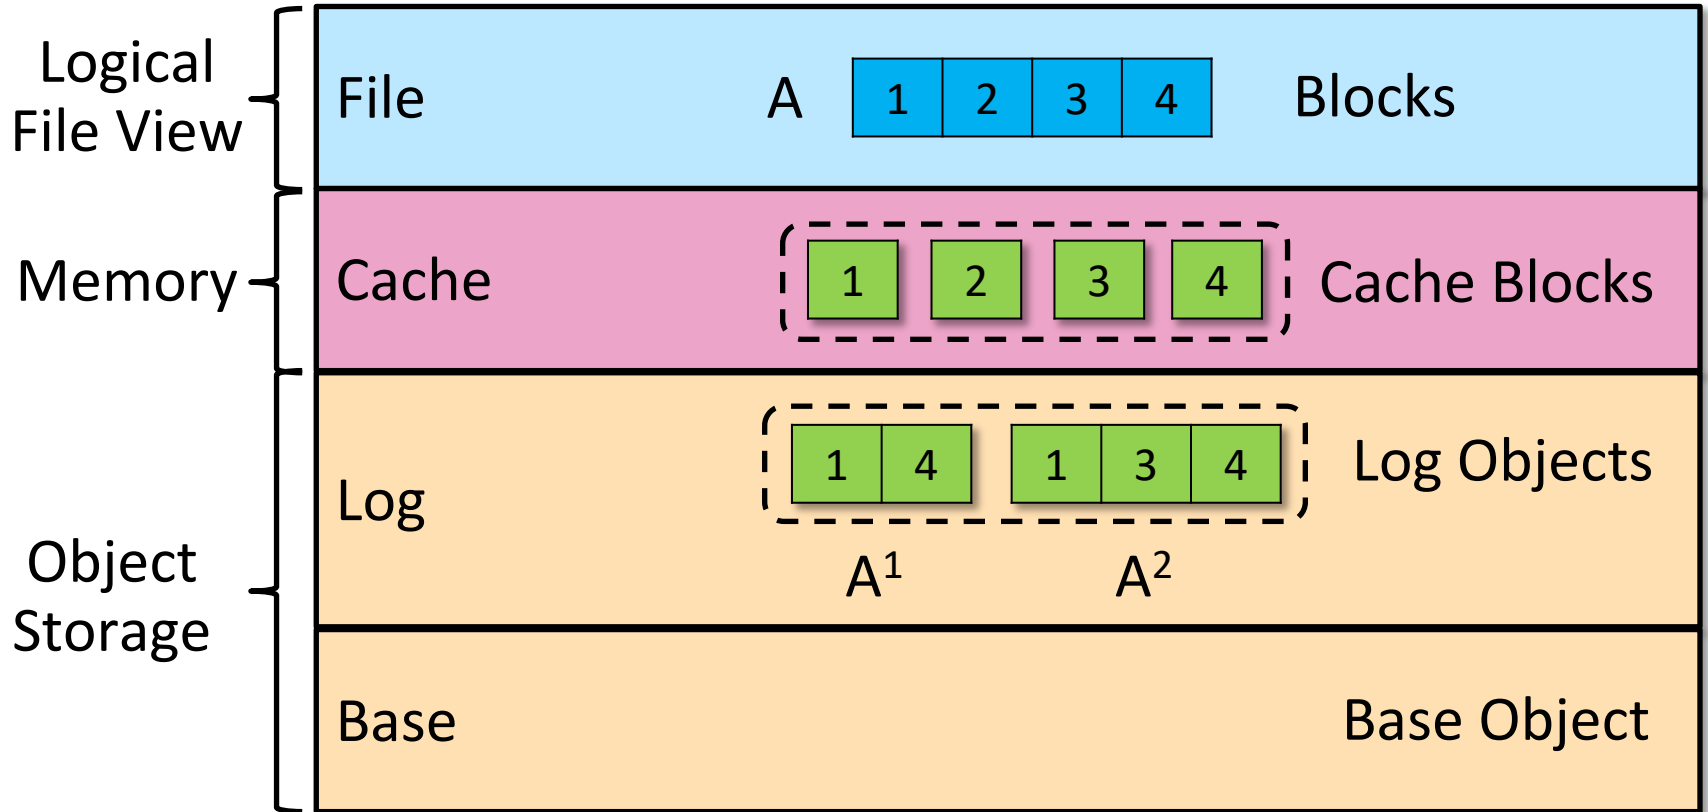 Logical
File View
File
A
1 2 3 4
Blocks
Memory
Cache
1 2 3 4
Cache Blocks
Object
Storage
Log
1 4
1 3 4
Log Objects
A¹
A²
Base
Base Object